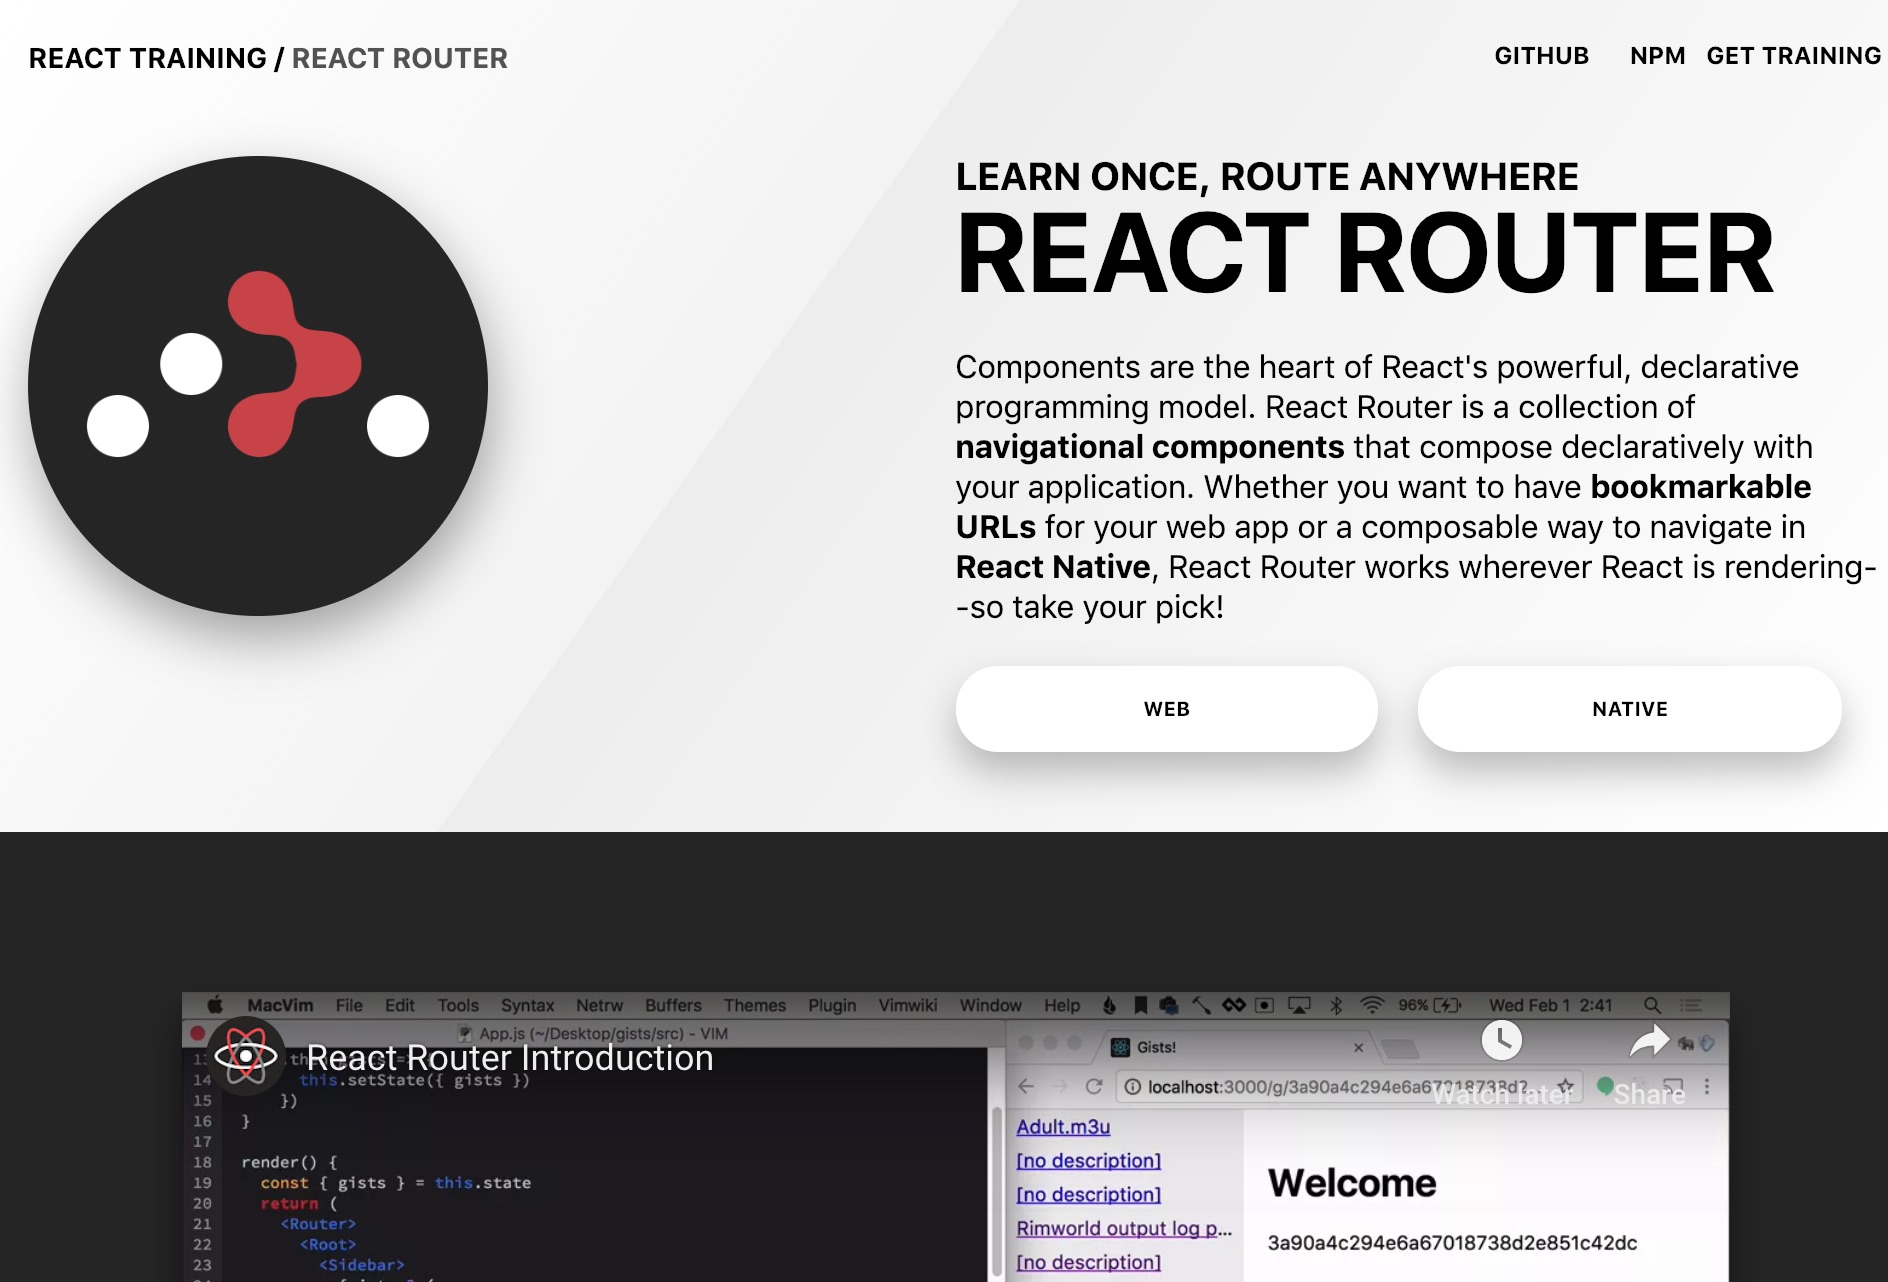 REACT TRAINING / REACT ROUTER
GITHUB NPM GET TRAINING
LEARN ONCE, ROUTE ANYWHERE
REACT ROUTER
Components are the heart of React's powerful, declarative
programming model. React Router is a collection of
navigational components that compose declaratively with
your application. Whether you want to have bookmarkable
URLs for your web app or a composable way to navigate in
React Native, React Router works wherever React is rendering-
-so take your pick!
WEB
NATIVE
MacVim File Edit Tools Syntax Netrw Buffers Themes Plugin Vimwiki Window Help 96% Wed Feb 1 2:41
App.js (~/Desktop/gists/src) - VIM
React Router Introduction
14 this.setState({ gists })
15 })
16 }
17
18 render() {
19 const { gists } = this.state
20 return (
21 <Router>
22 <Root>
23 <Sidebar>
Gists!
localhost:3000/g/3a90a4c294e6a67018738d2...
Watch later
Share
Adult.m3u
[no description]
[no description]
Rimworld output log p...
[no description]
Welcome
3a90a4c294e6a67018738d2e851c42dc